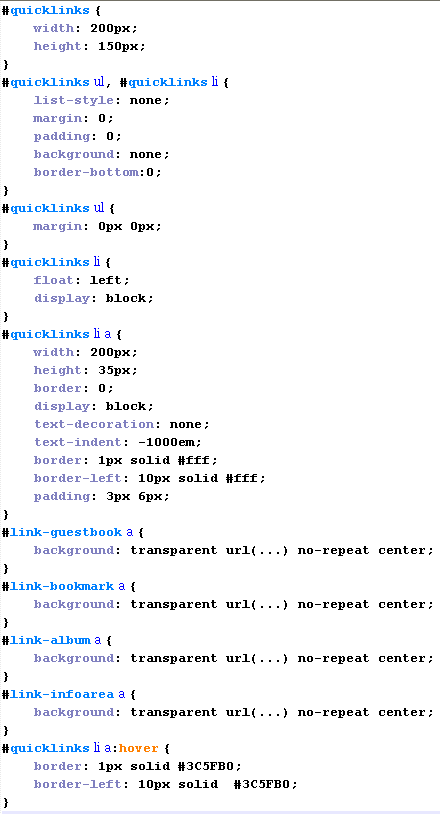 #quicklinks {
width: 200px;
height: 150px;
}
#quicklinks ul, #quicklinks li {
list-style: none;
margin: 0;
padding: 0;
background: none;
border-bottom:0;
}
#quicklinks ul {
margin: 0px 0px;
}
#quicklinks li {
float: left;
display: block;
}
#quicklinks li a {
width: 200px;
height: 35px;
border: 0;
display: block;
text-decoration: none;
text-indent: -1000em;
border: 1px solid #fff;
border-left: 10px solid #fff;
padding: 3px 6px;
}
#link-guestbook a {
background: transparent url(...) no-repeat center;
}
#link-bookmark a {
background: transparent url(...) no-repeat center;
}
#link-album a {
background: transparent url(...) no-repeat center;
}
#link-infoarea a {
background: transparent url(...) no-repeat center;
}
#quicklinks li a:hover {
border: 1px solid #3C5FB0;
border-left: 10px solid  #3C5FB0;
}